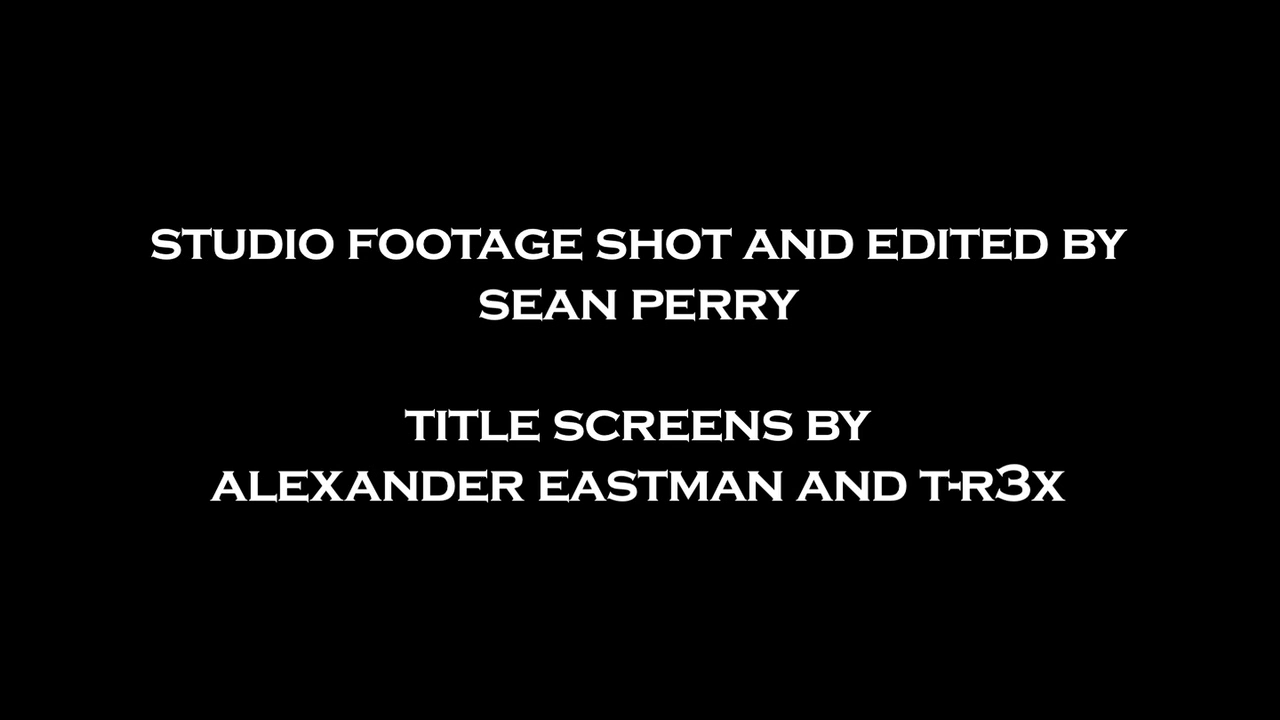 STUDIO FOOTAGE SHOT AND EDITED BY
SEAN PERRY
TITLE SCREENS BY
ALEXANDER EASTMAN AND T-R3X